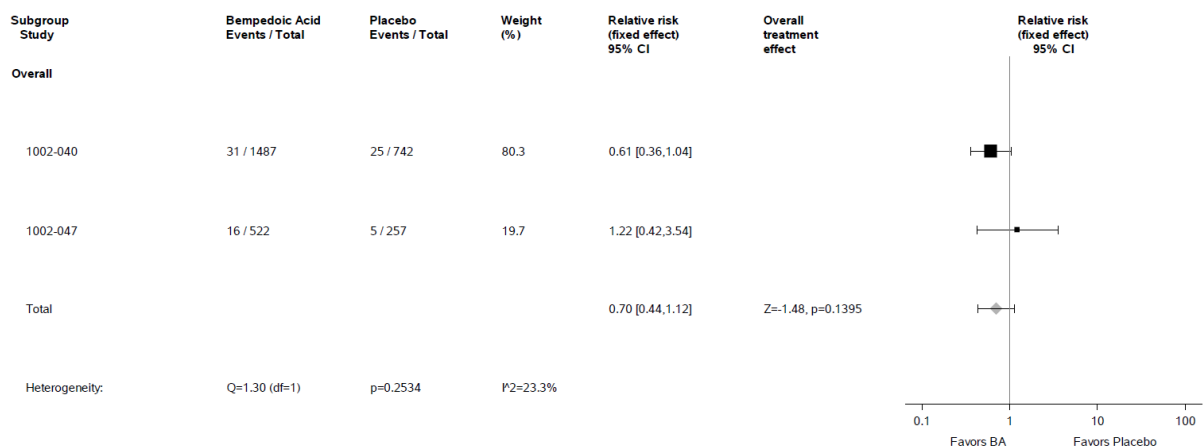 Subgroup Bempedoic Acid Placebo Weight Relative risk Overall Relative risk
Study Events / Total Events / Total (%) (fixed effect) treatment (fixed effect)
95% CI effect 95% CI
Overall
1002-040 31 / 1487 25 / 742 80.3 0.61 [0.36,1.04]
1002-047 16 / 522 5 / 257 19.7 1.22 [0.42,3.54]
Total 0.70 [0.44,1.12] Z=-1.48, p=0.1395
Heterogeneity: Q=1.30 (df=1) p=0.2534 I^2=23.3%
0.1 1 10 100
Favors BA Favors Placebo